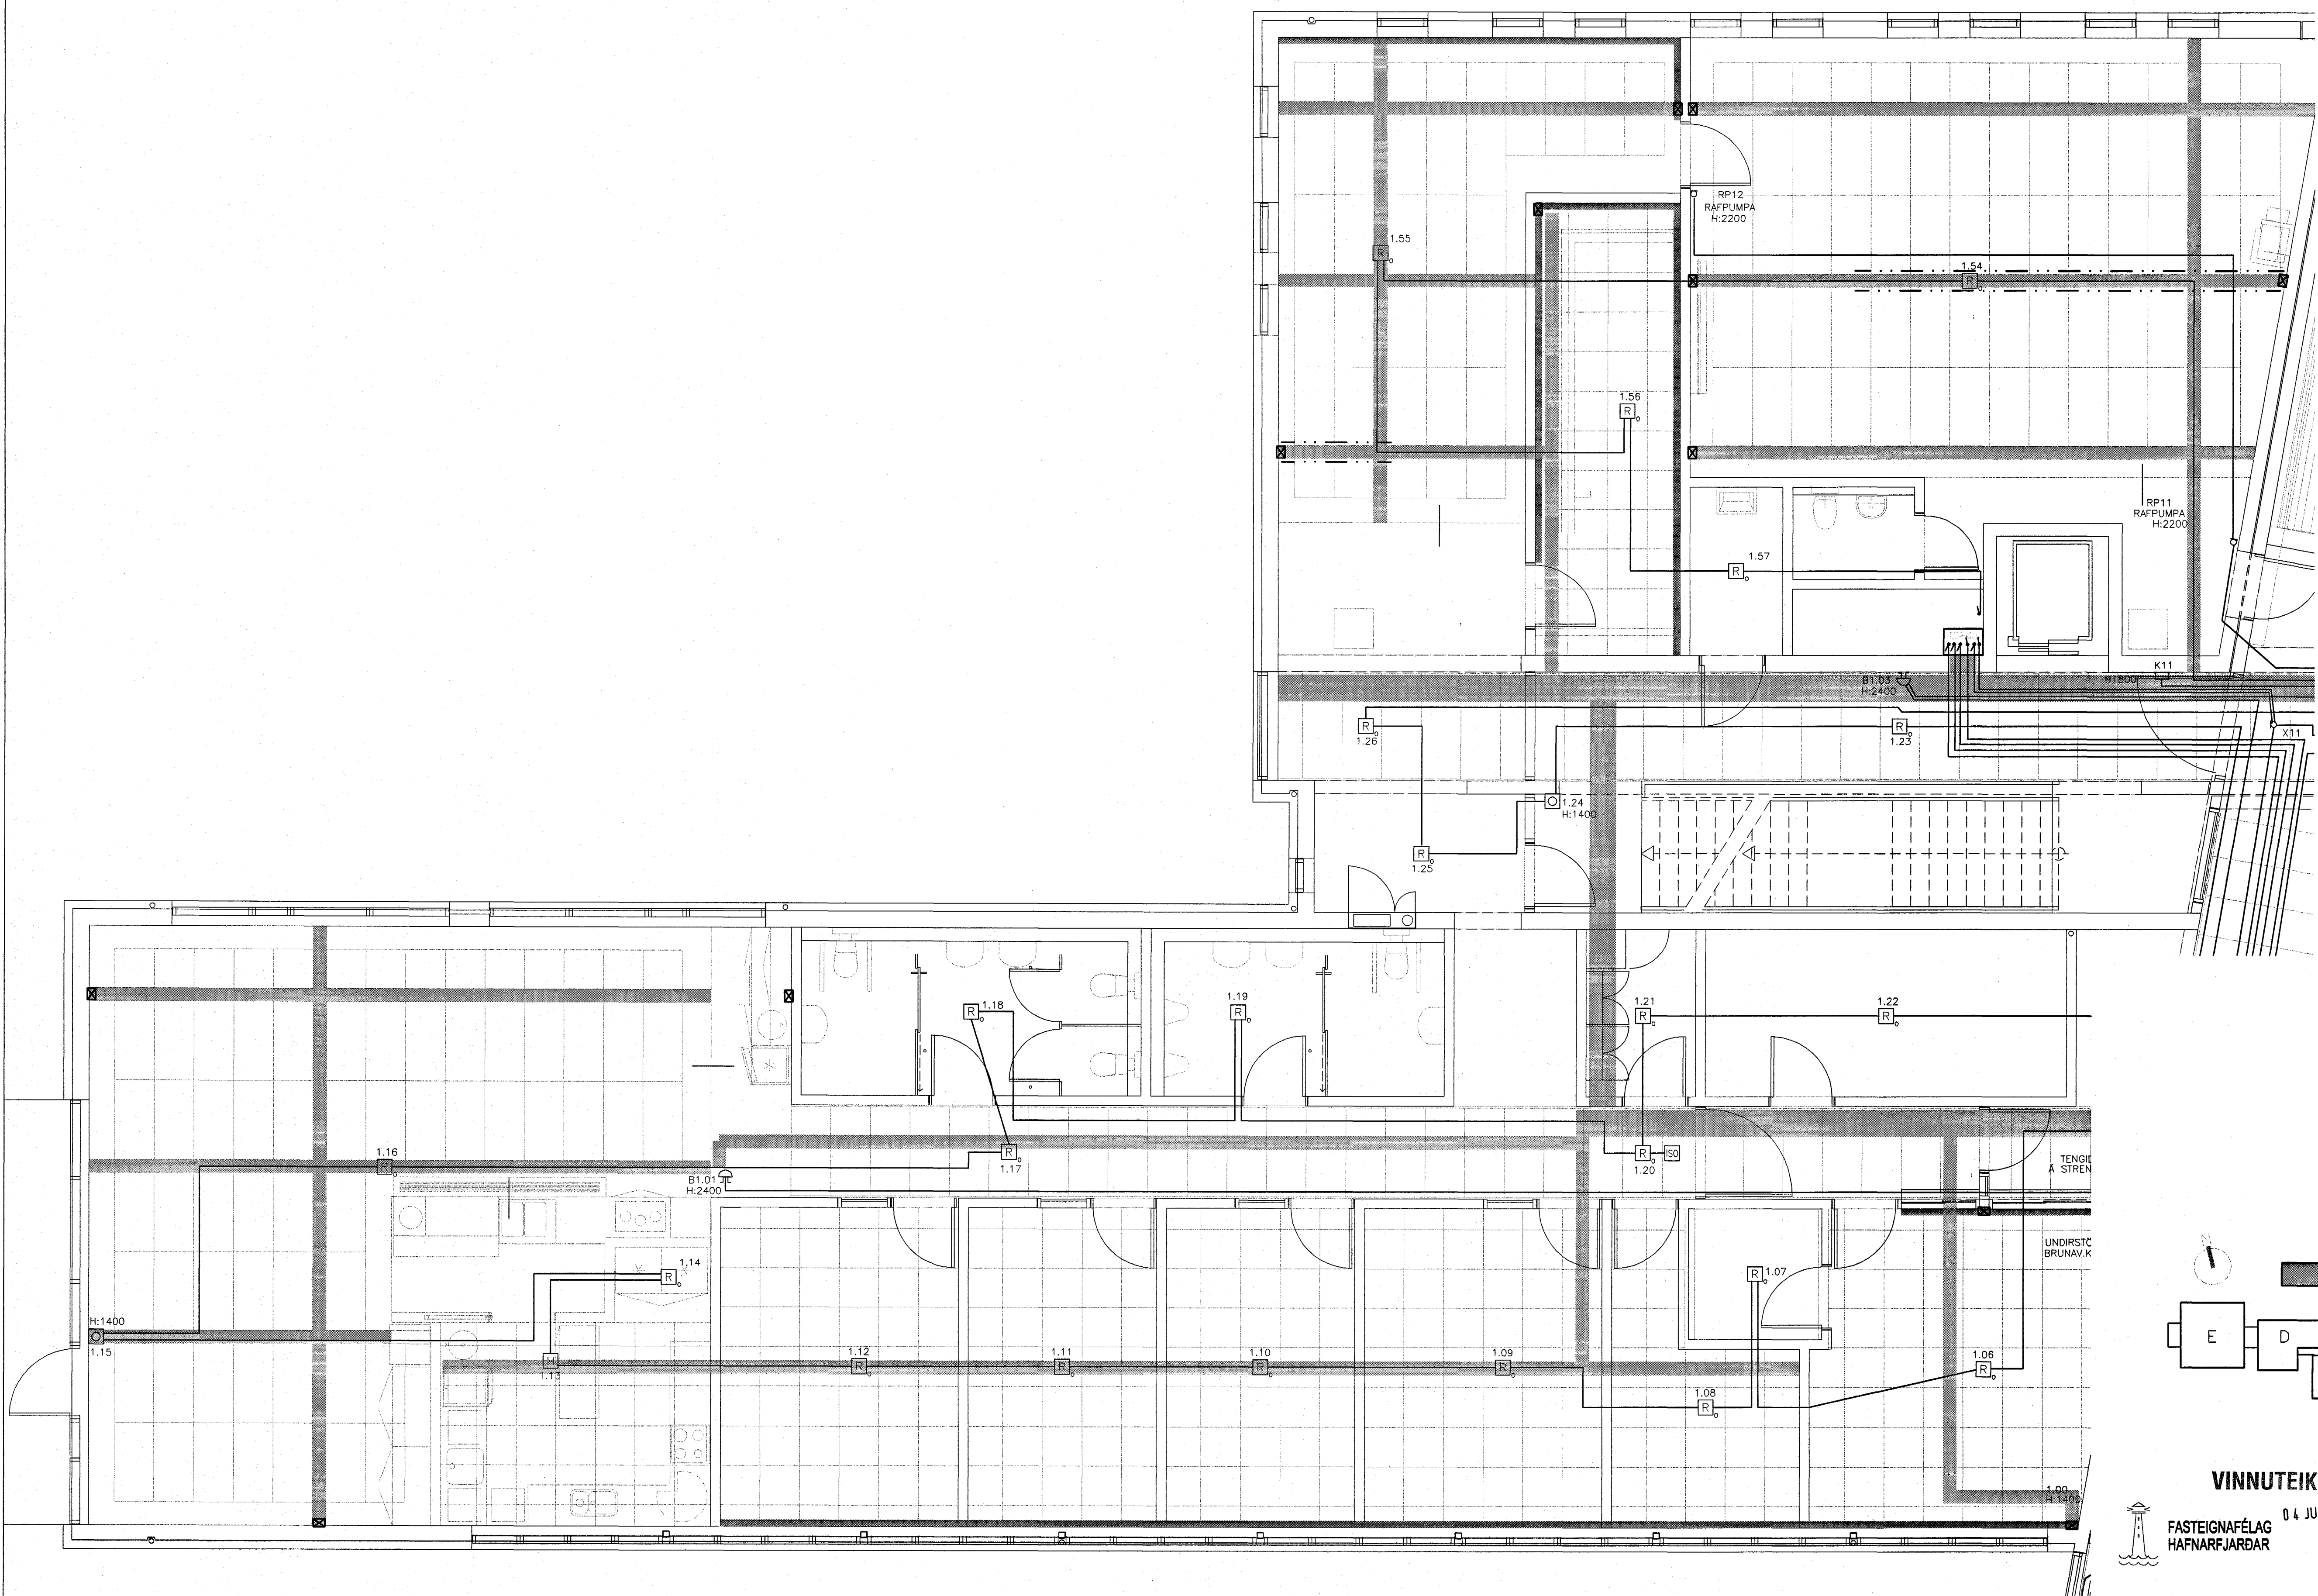 RP12
RAFPUMPA
H:2200
1.55
R
1.54
R
1.56
R
RP11
RAFPUMPA
H:2200
1.57
R
K11
H1800
B1.03
H:2400
R
1.26
R
1.23
X11
1.24
H:1400
R
1.25
1.18
R
1.19
R
1.21
R
1.22
R
1.16
R
R
1.17
R
1.20
ISO
B1.01
H:2400
TENGI
Á STREN
UNDIRSTÖ
BRUNAV.K
N
1.14
R
R
1.07
H:1400
1.15
E
D
H
1.13
1.12
R
1.11
R
1.10
R
1.09
R
1.06
R
1.08
R
1.00
H:1400
VINNUTEIK
04 JU
FASTEIGNAFÉLAG
HAFNARFJARÐAR